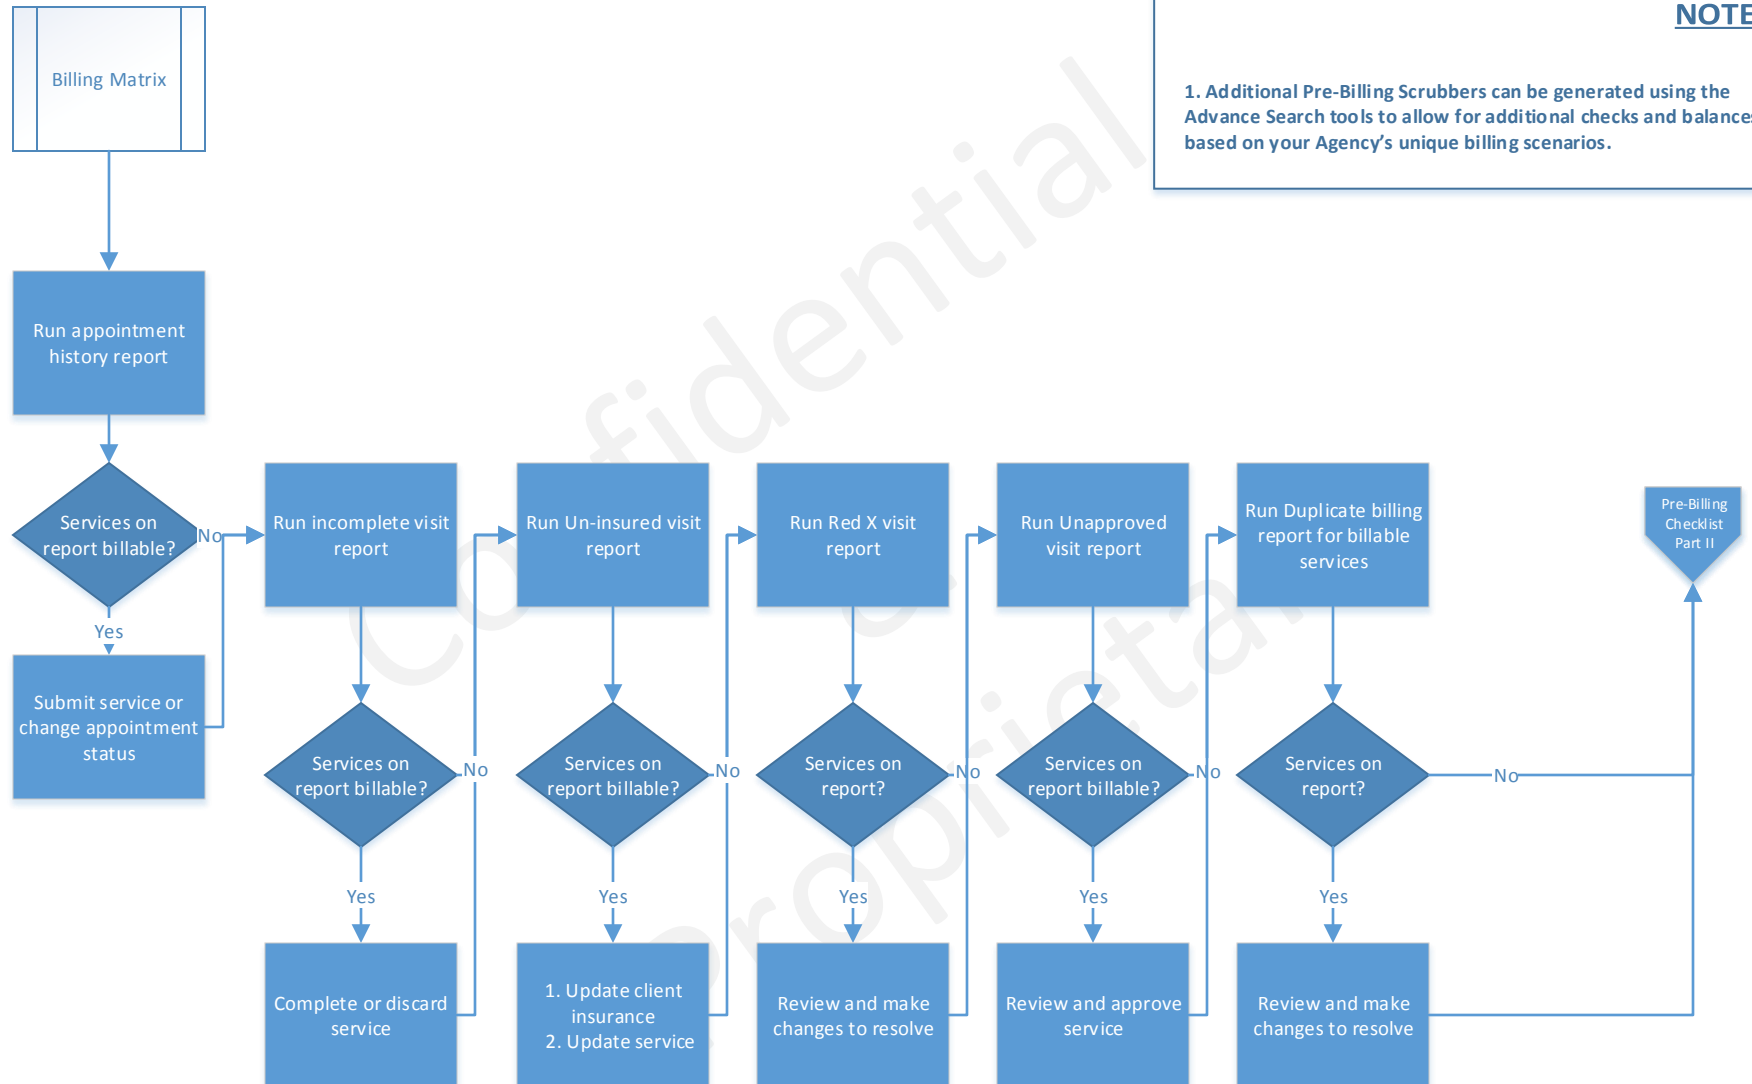 Billing Matrix
NOTE
1. Additional Pre-Billing Scrubbers can be generated using the
Advance Search tools to allow for additional checks and balances
based on your Agency's unique billing scenarios.
Run appointment
history report
Services on
report billable?
No
Yes
Submit service or
change appointment
status
Run incomplete visit
report
Services on
report billable?
No
Yes
Complete or discard
service
Run Un-insured visit
report
Services on
report billable?
No
Yes
1. Update client
insurance
2. Update service
Run Red X visit
report
Services on
report?
No
Yes
Review and make
changes to resolve
Run Unapproved
visit report
Services on
report billable?
No
Yes
Review and approve
service
Run Duplicate billing
report for billable
services
Services on
report?
No
Yes
Review and make
changes to resolve
Pre-Billing
Checklist
Part II
Confidential
&
Proprietar